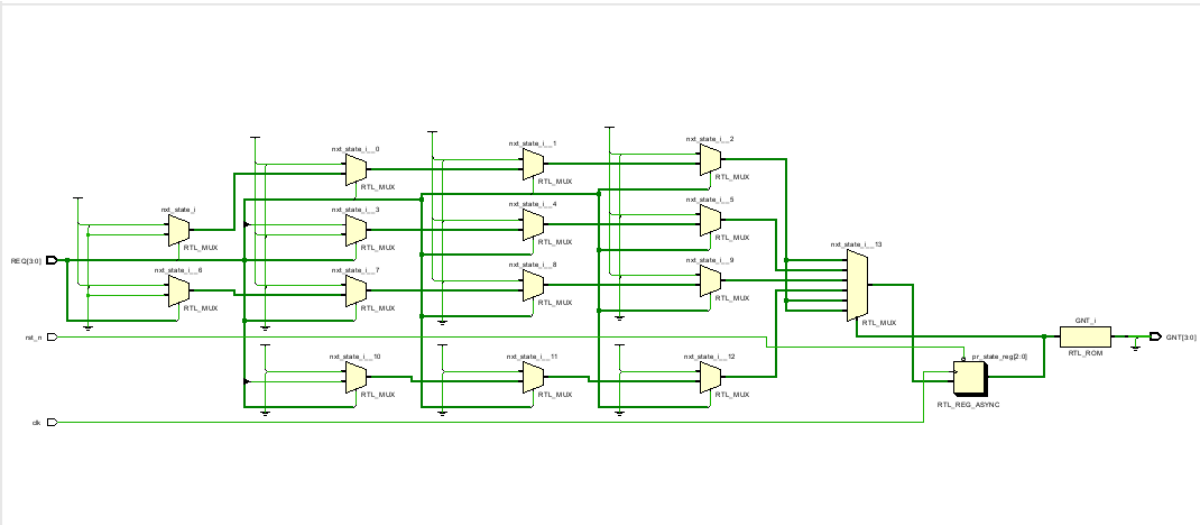 nxt_state_i__2
nxt_state_i__1
nxt_state_i__0
RTL_MUX
RTL_MUX
RTL_MUX
nxt_state_i
nxt_state_i__3
nxt_state_i__4
nxt_state_i__5
RTL_MUX
RTL_MUX
RTL_MUX
RTL_MUX
nxt_state_i__13
REQ[3:0]
nxt_state_i__6
nxt_state_i__7
nxt_state_i__8
nxt_state_i__9
RTL_MUX
RTL_MUX
RTL_MUX
RTL_MUX
RTL_MUX
GNT_i
rst_n
GNT[3:0]
RTL_ROM
nxt_state_i__10
nxt_state_i__11
nxt_state_i__12
pr_state_reg[2:0]
RTL_MUX
RTL_MUX
RTL_MUX
RTL_REG_ASYNC
clk